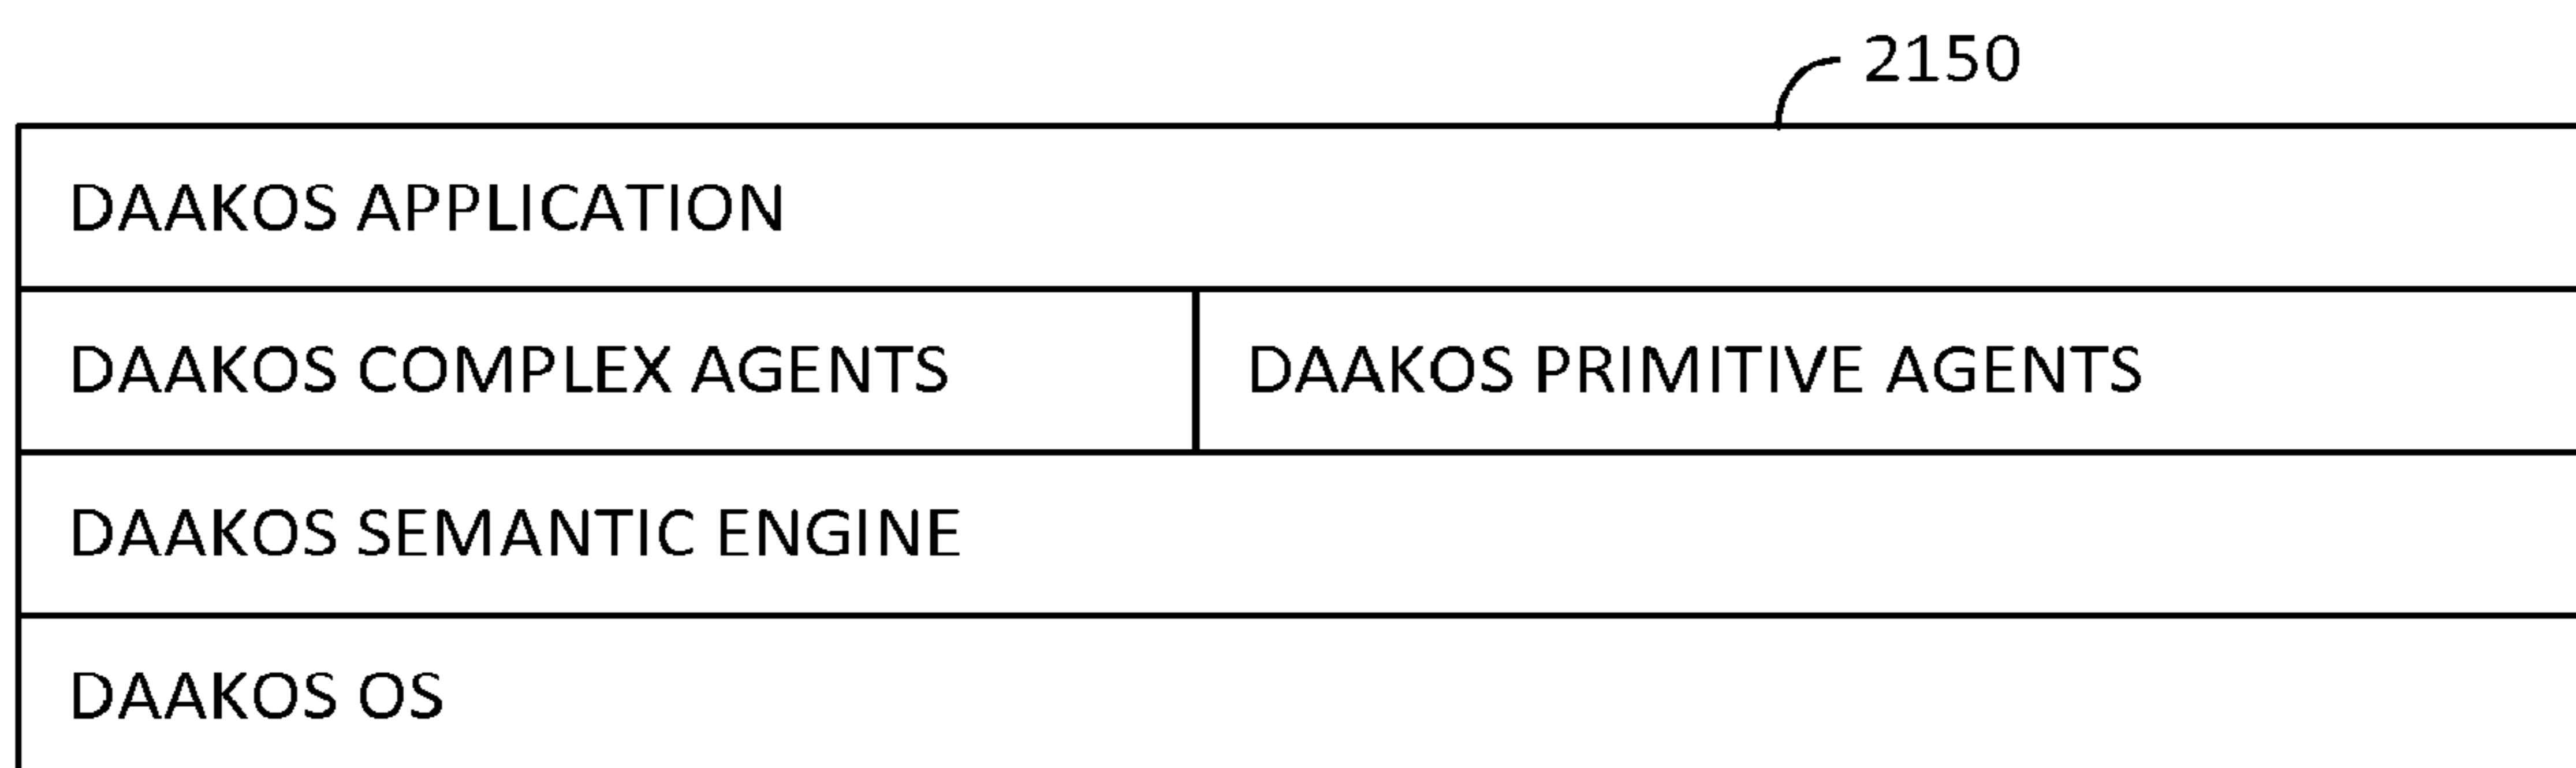 2150
DAAKOS APPLICATION
DAAKOS COMPLEX AGENTS
DAAKOS PRIMITIVE AGENTS
DAAKOS SEMANTIC ENGINE
DAAKOS OS